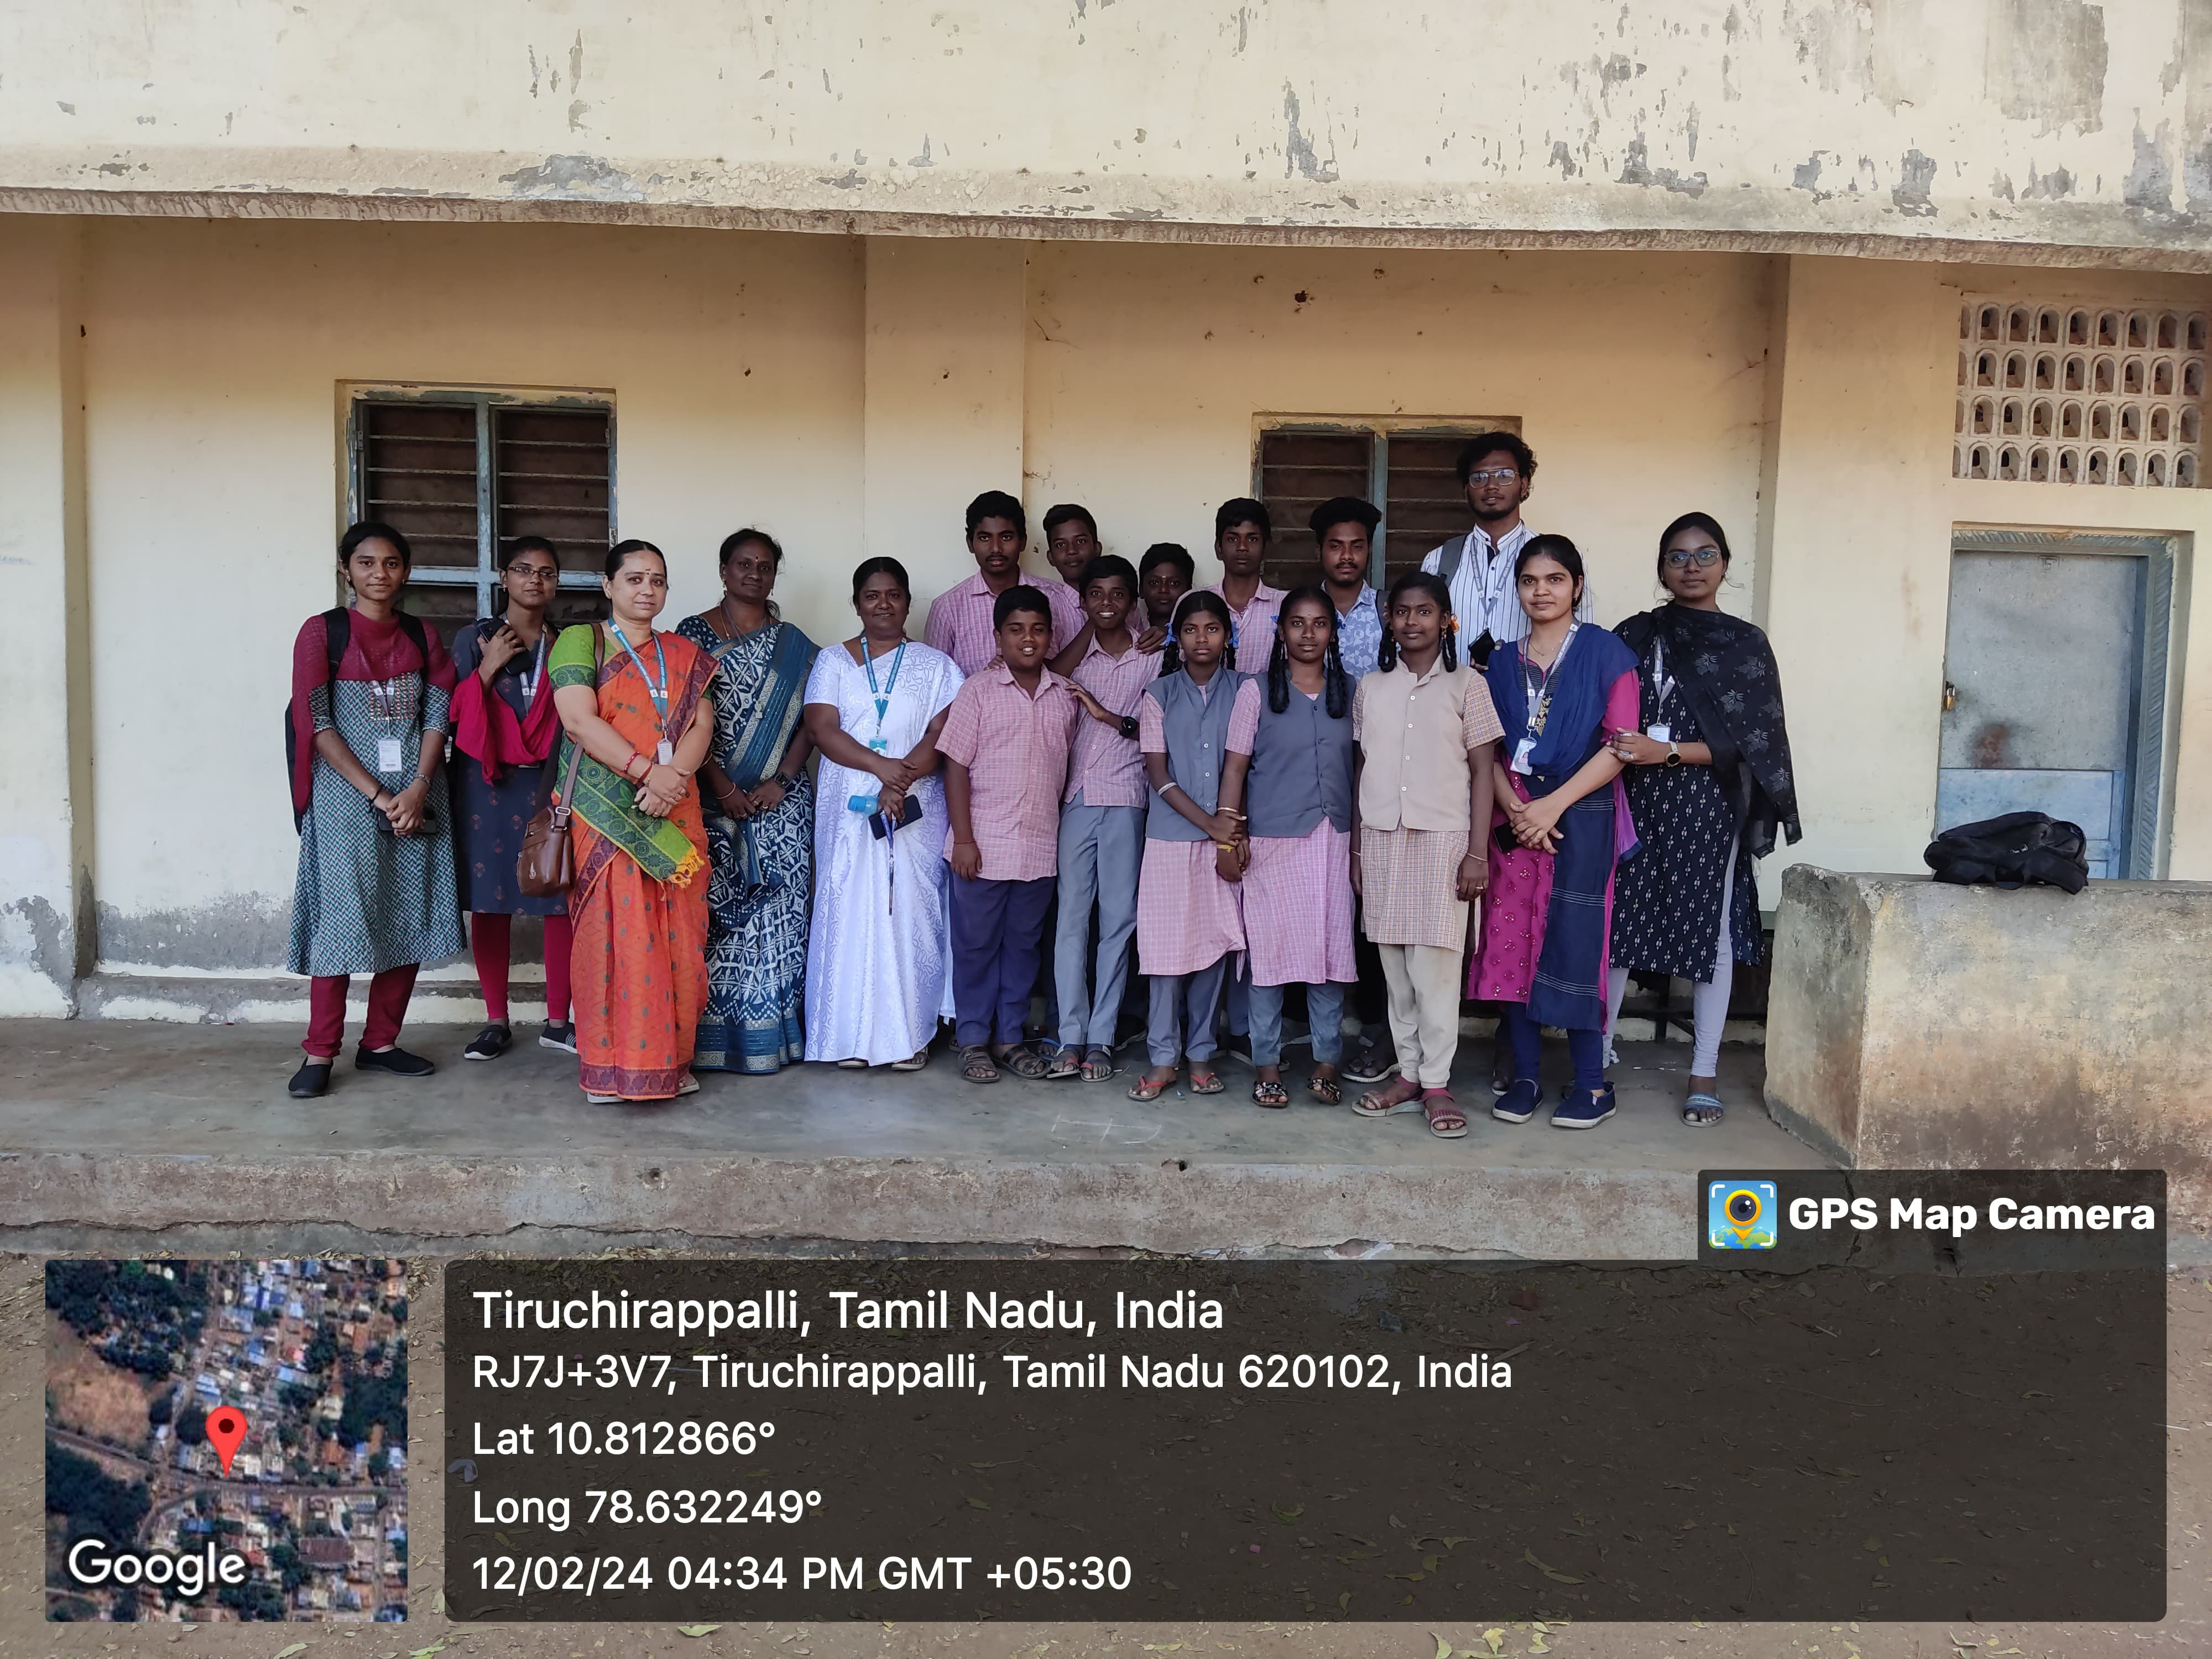 GPS Map Camera
Tiruchirappalli, Tamil Nadu, India
RJ7J+3V7, Tiruchirappalli, Tamil Nadu 620102, India
Lat 10.812866°
Long 78.632249°
12/02/24 04:34 PM GMT +05:30
Google